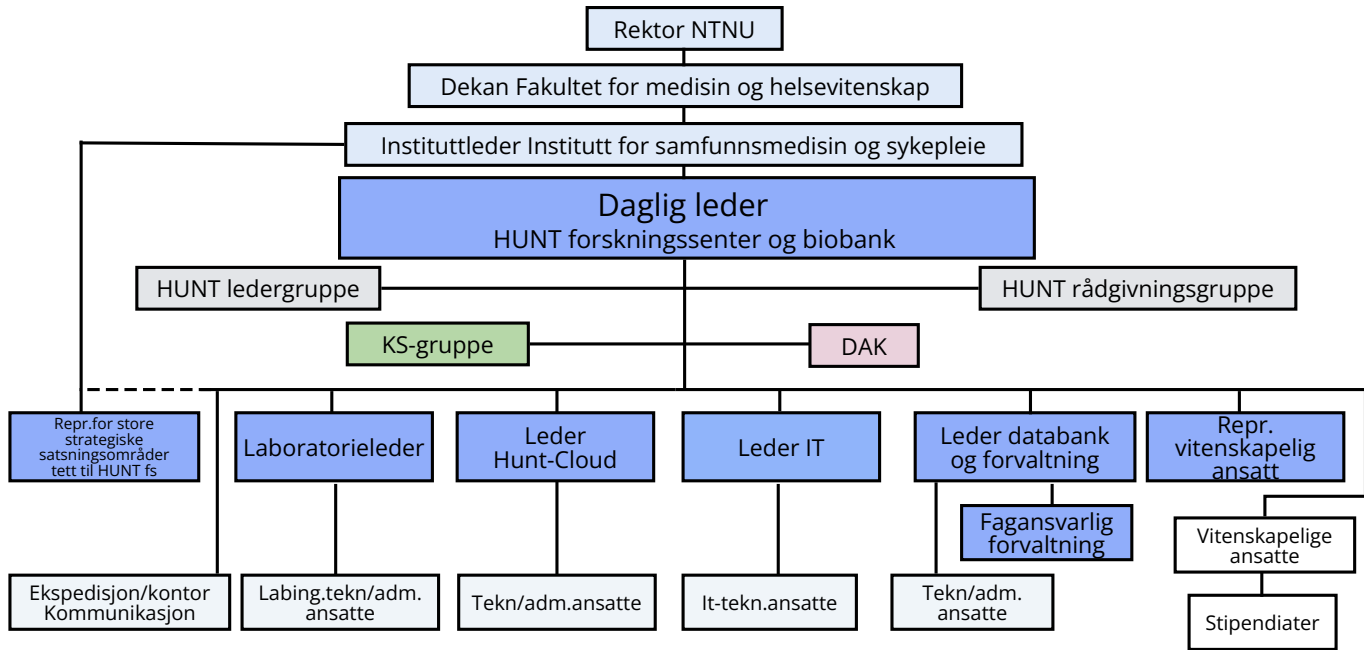 Rektor NTNU
Dekan Fakultet for medisin og helsevitenskap
Instituttleder Institutt for samfunnsmedisin og sykepleie
Daglig leder
HUNT forskningssenter og biobank
HUNT ledergruppe
HUNT rådgivningsgruppe
KS-gruppe
DAK
Repr.for store
strategiske
satsningsområder
tett til HUNT fs
Laboratorieleder
Leder
Hunt-Cloud
Leder IT
Leder databank
og forvaltning
Repr.
vitenskapelig
ansatt
Fagansvarlig
forvaltning
Vitenskapelige
ansatte
Ekspedisjon/kontor
Kommunikasjon
Labing.tekn/adm.
ansatte
Tekn/adm.ansatte
It-tekn.ansatte
Tekn/adm.
ansatte
Stipendiater